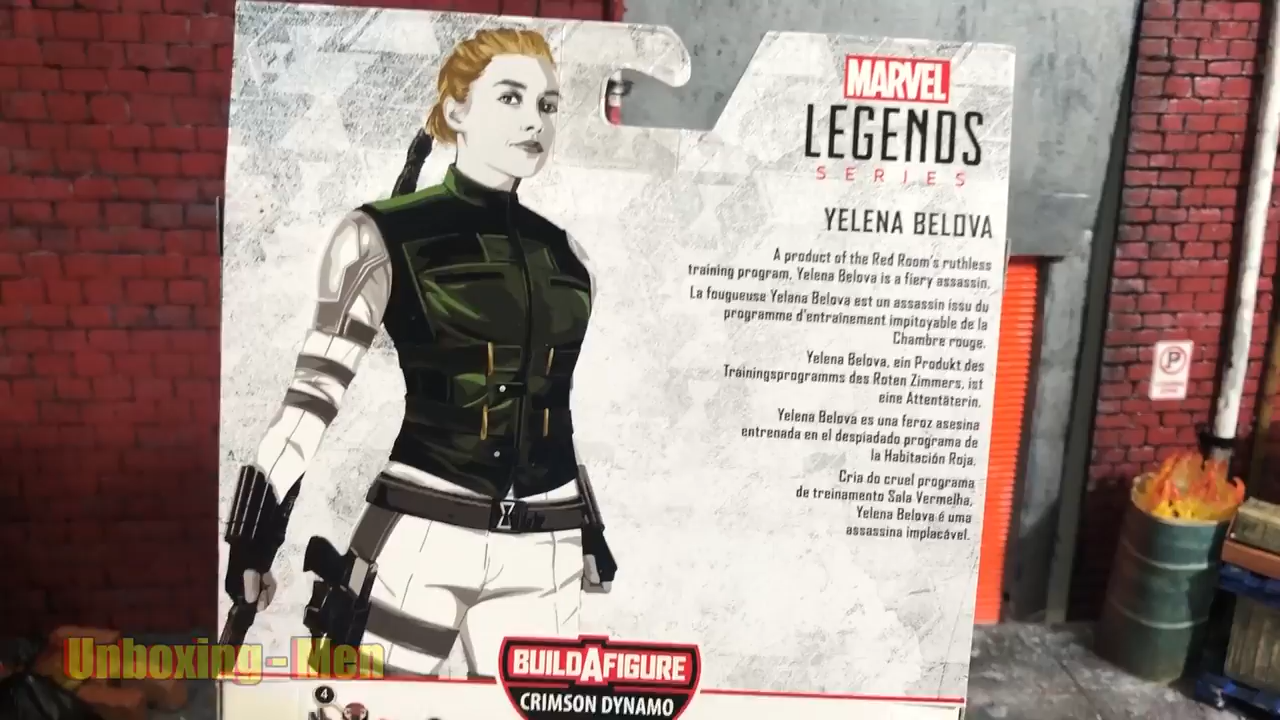 MARVEL
LEGENDS
SERIES
YELENA BELOVA
A product of the Red Room's ruthless
training program, Yelena Belova is a fiery assassin.
La fougueuse Yelana Belova est un assassin issu du
programme d'entraînement impitoyable de la
Chambre rouge.
Yelena Belova, ein Produkt des
Trainingsprogramms des Roten Zimmers, ist
eine Attentäterin.
Yelena Belova es una feroz asesina
entrenada en el despiadado programa de
la Habitación Roja.
Cria do cruel programa
de treinamento Sala Vermelha,
Yelena Belova é uma
assassina implacável.
P
Unboxing - Men
BUILDAFIGURE
CRIMSON DYNAMO
4